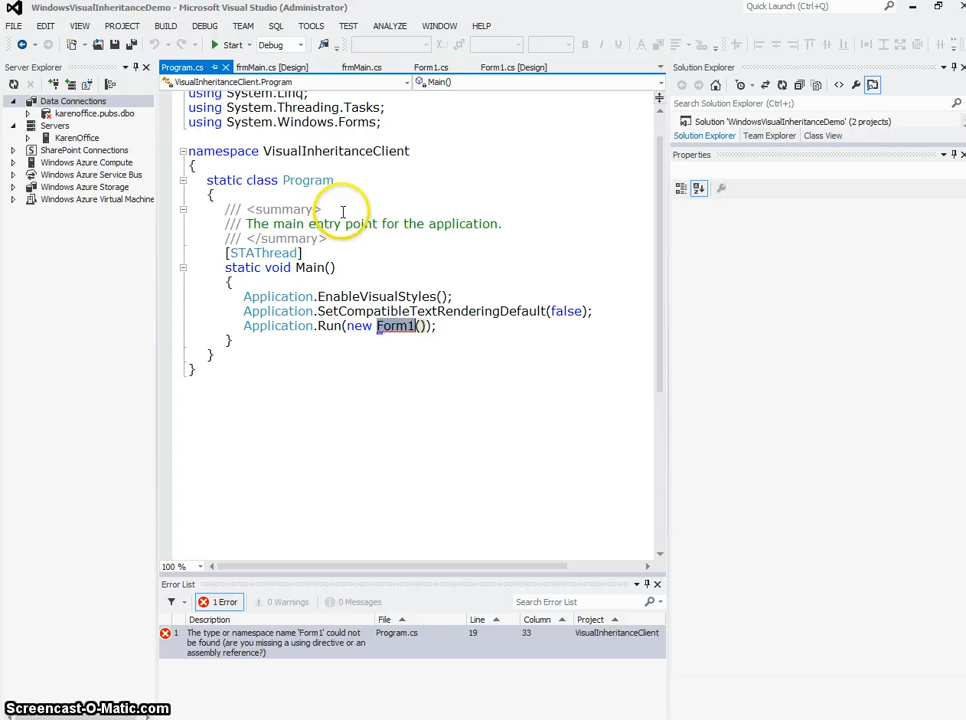 WindowsVisualInheritanceDemo - Microsoft Visual Studio (Administrator)
Quick Launch (Ctrl+Q)
FILE EDIT VIEW PROJECT BUILD DEBUG TEAM SQL TOOLS TEST ANALYZE WINDOW HELP
Start Debug
Server Explorer
Data Connections
karenoffice.pubs.dbo
Servers
KarenOffice
SharePoint Connections
Windows Azure Compute
Windows Azure Service Bus
Windows Azure Storage
Windows Azure Virtual Machine
Program.cs frmMain.cs [Design] frmMain.cs Form1.cs Form1.cs [Design]
VisualInheritanceClient.Program Main()
using System.Linq;
using System.Threading.Tasks;
using System.Windows.Forms;
namespace VisualInheritanceClient
{
static class Program
{
/// <summary>
/// The main entry point for the application.
/// </summary>
[STAThread]
static void Main()
{
Application.EnableVisualStyles();
Application.SetCompatibleTextRenderingDefault(false);
Application.Run(new Form1());
}
}
}
100 %
Error List
1 Error 0 Warnings 0 Messages Search Error List
Description File Line Column Project
1 The type or namespace name 'Form1' could not Program.cs 19 33 VisualInheritanceClient
be found (are you missing a using directive or an
assembly reference?)
Solution Explorer
Search Solution Explorer (Ctrl+;)
Solution 'WindowsVisualInheritanceDemo' (2 projects)
Solution Explorer Team Explorer Class View
Properties
Screencast-O-Matic.com